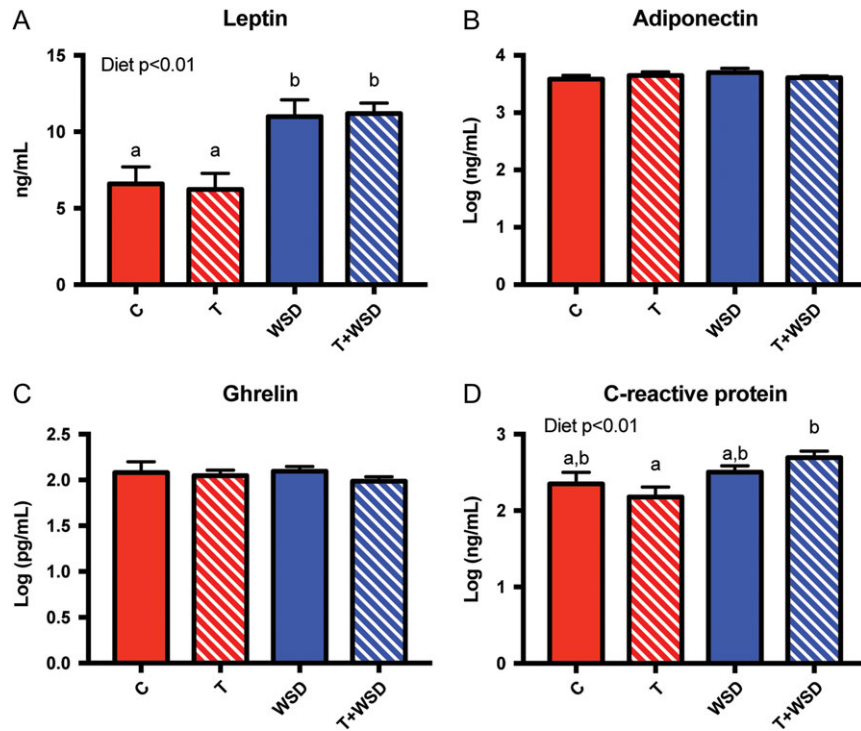 A
Leptin
Diet p<0.01
ng/mL
15
10
5
0
a
a
b
b
C
T
WSD
T+WSD
B
Adiponectin
Log (ng/mL)
4
3
2
1
0
C
T
WSD
T+WSD
C
Ghrelin
Log (pg/mL)
2.5
2.0
1.5
1.0
0.5
0.0
C
T
WSD
T+WSD
D
C-reactive protein
Diet p<0.01
Log (ng/mL)
3
2
1
0
a,b
a
a,b
b
C
T
WSD
T+WSD